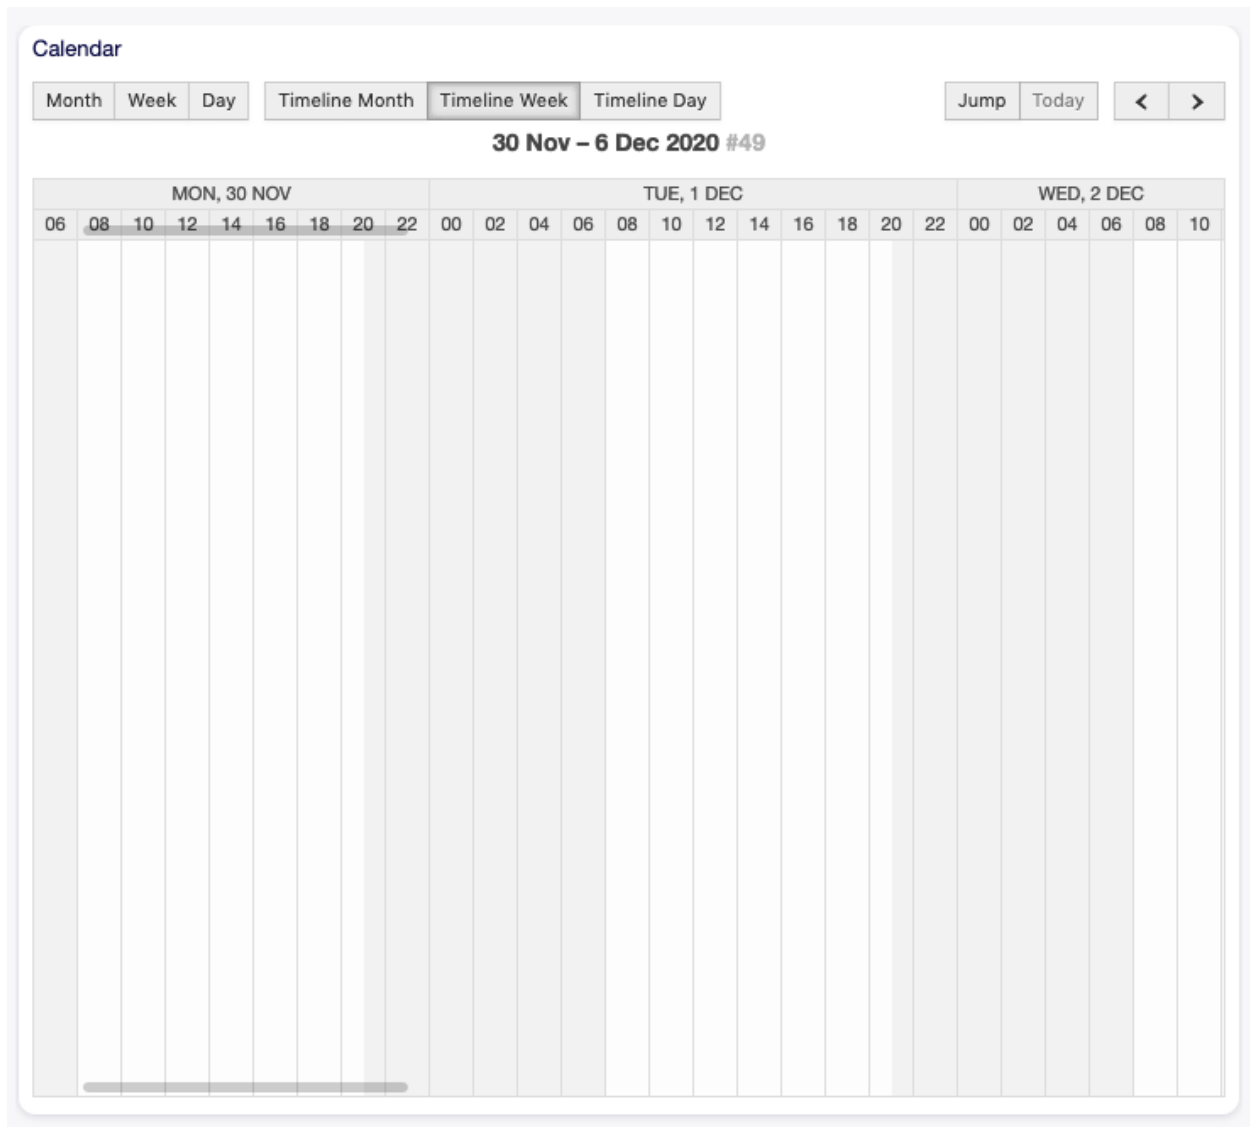 Calendar
Month Week Day Timeline Month Timeline Week Timeline Day Jump Today
30 Nov – 6 Dec 2020 #49
MON, 30 NOV TUE, 1 DEC WED, 2 DEC
06 08 10 12 14 16 18 20 22 00 02 04 06 08 10 12 14 16 18 20 22 00 02 04 06 08 10